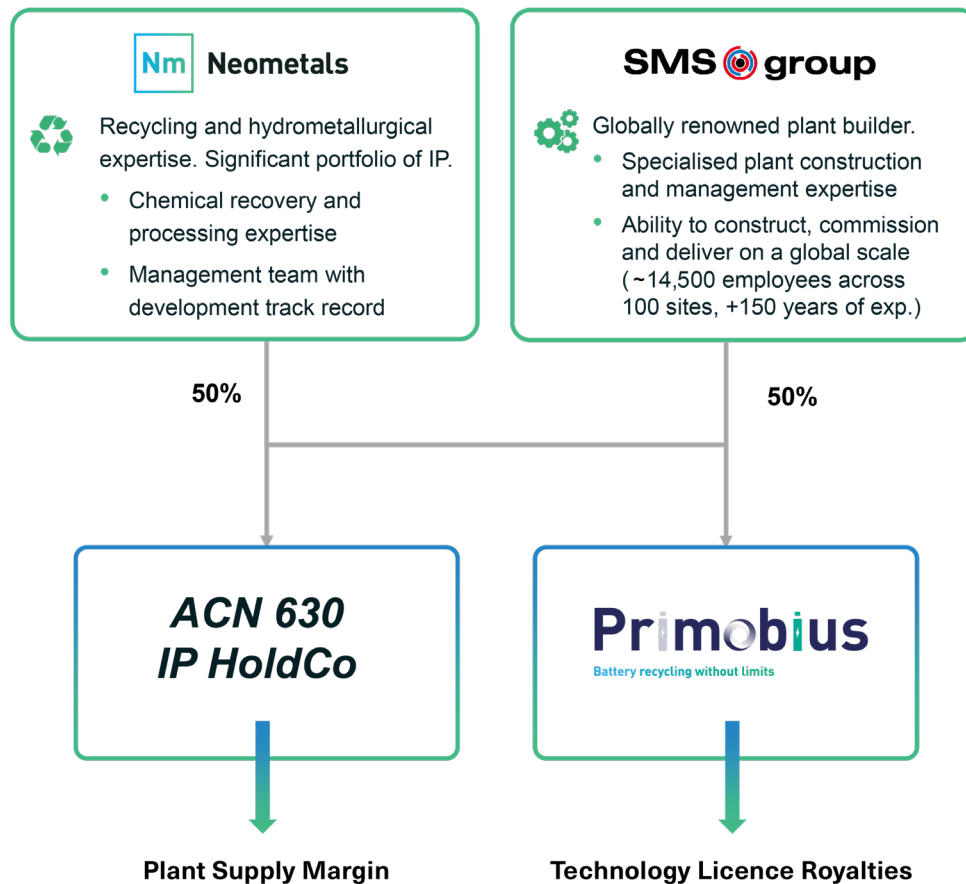 Nm Neometals
Recycling and hydrometallurgical
expertise. Significant portfolio of IP.
• Chemical recovery and
processing expertise
• Management team with
development track record
SMS group
Globally renowned plant builder.
• Specialised plant construction
and management expertise
• Ability to construct, commission
and deliver on a global scale
(~14,500 employees across
100 sites, +150 years of exp.)
50%
50%
ACN 630
IP HoldCo
Primobius
Battery recycling without limits
Plant Supply Margin
Technology Licence Royalties